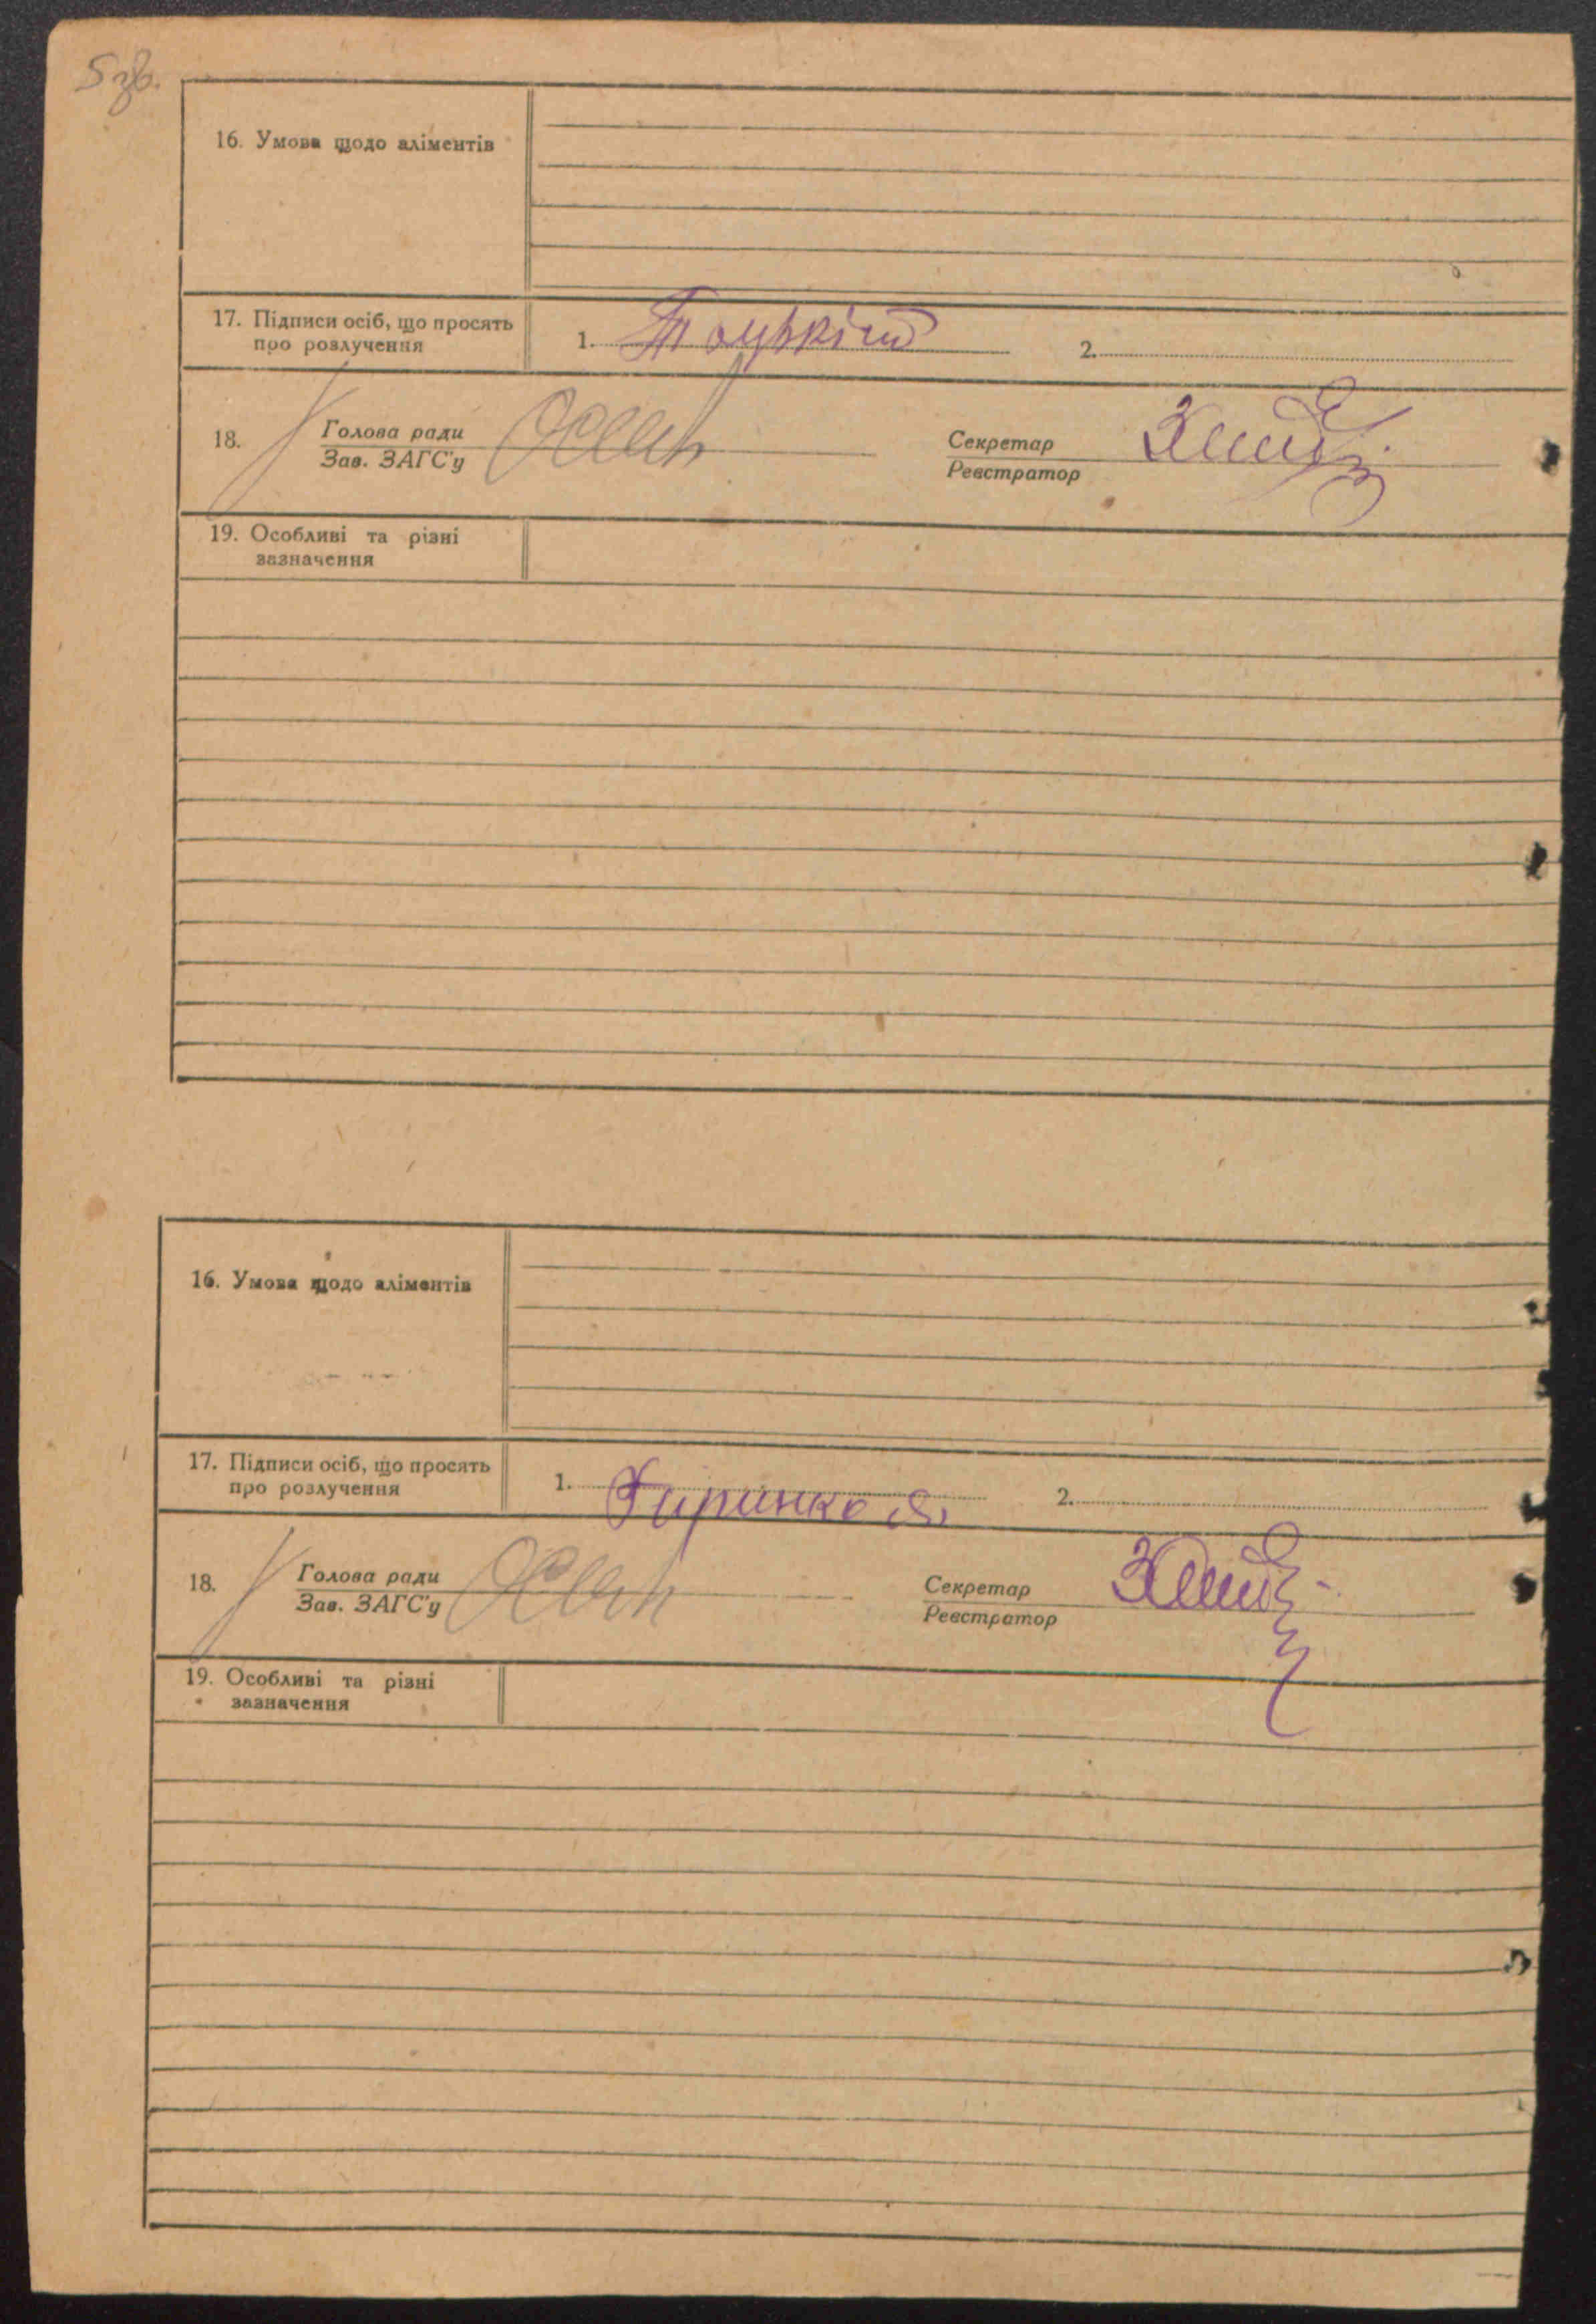 5 зв.
16. Умова щодо аліментів
17. Підписи осіб, що просять
про розлучення
1.
2.
18.
Голова ради
Зав. ЗАГС'у
Секретар
Реєстратор
19. Особливі та різні
зазначення
16. Умова щодо аліментів
17. Підписи осіб, що просять
про розлучення
1.
2.
18.
Голова ради
Зав. ЗАГС'у
Секретар
Реєстратор
19. Особливі та різні
зазначення